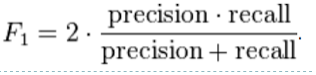 F₁ = 2 · precision · recall / precision + recall.